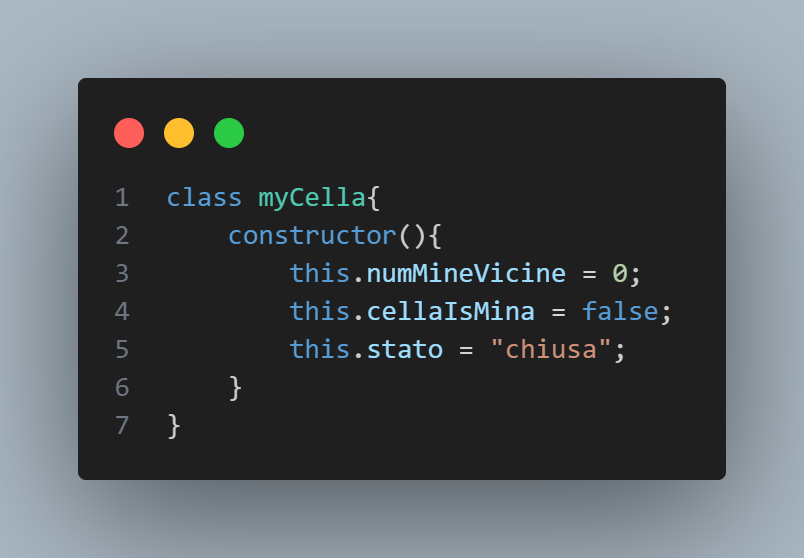 1 class myCella{
2     constructor(){
3         this.numMineVicine = 0;
4         this.cellaIsMina = false;
5         this.stato = "chiusa";
6     }
7 }